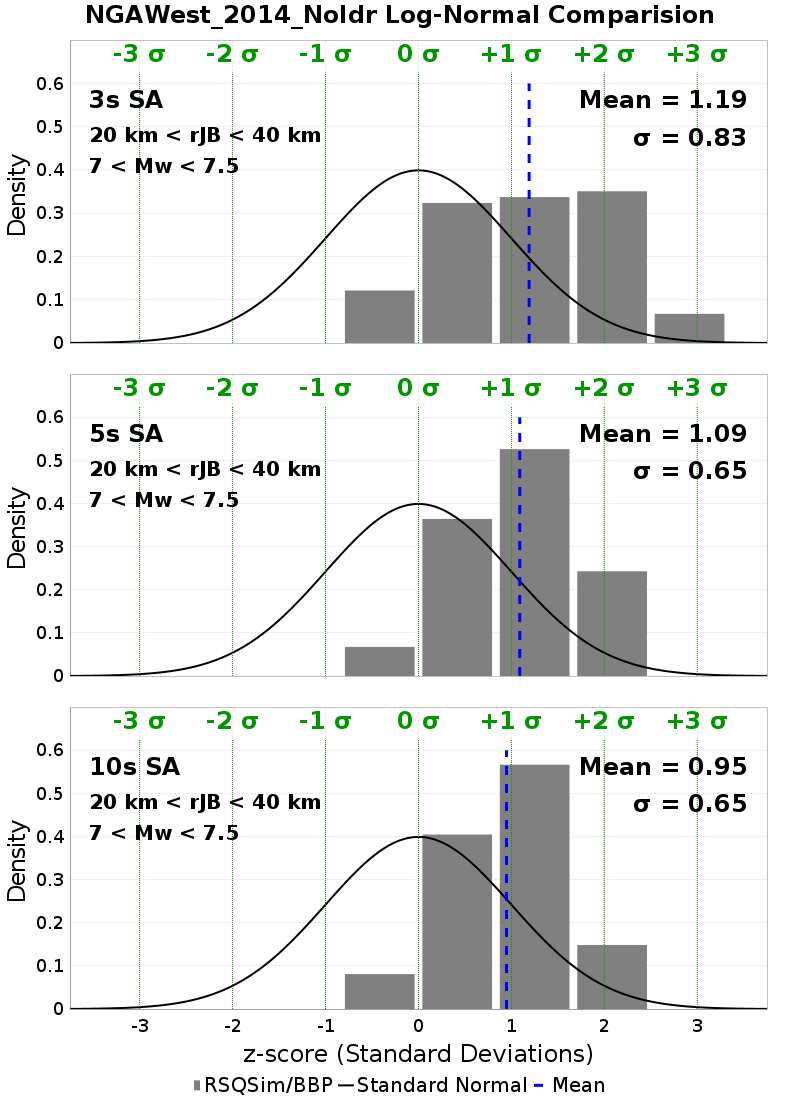 NGAWest_2014_NoIdr Log-Normal Comparision
-3 σ -2 σ -1 σ 0 σ +1 σ +2 σ +3 σ
3s SA
20 km < rJB < 40 km
7 < Mw < 7.5
Mean = 1.19
σ = 0.83
0.6
0.5
0.4
0.3
0.2
0.1
0
Density
-3 σ -2 σ -1 σ 0 σ +1 σ +2 σ +3 σ
5s SA
20 km < rJB < 40 km
7 < Mw < 7.5
Mean = 1.09
σ = 0.65
0.6
0.5
0.4
0.3
0.2
0.1
0
Density
-3 σ -2 σ -1 σ 0 σ +1 σ +2 σ +3 σ
10s SA
20 km < rJB < 40 km
7 < Mw < 7.5
Mean = 0.95
σ = 0.65
0.6
0.5
0.4
0.3
0.2
0.1
0
Density
-3 -2 -1 0 1 2 3
z-score (Standard Deviations)
RSQSim/BBP Standard Normal Mean